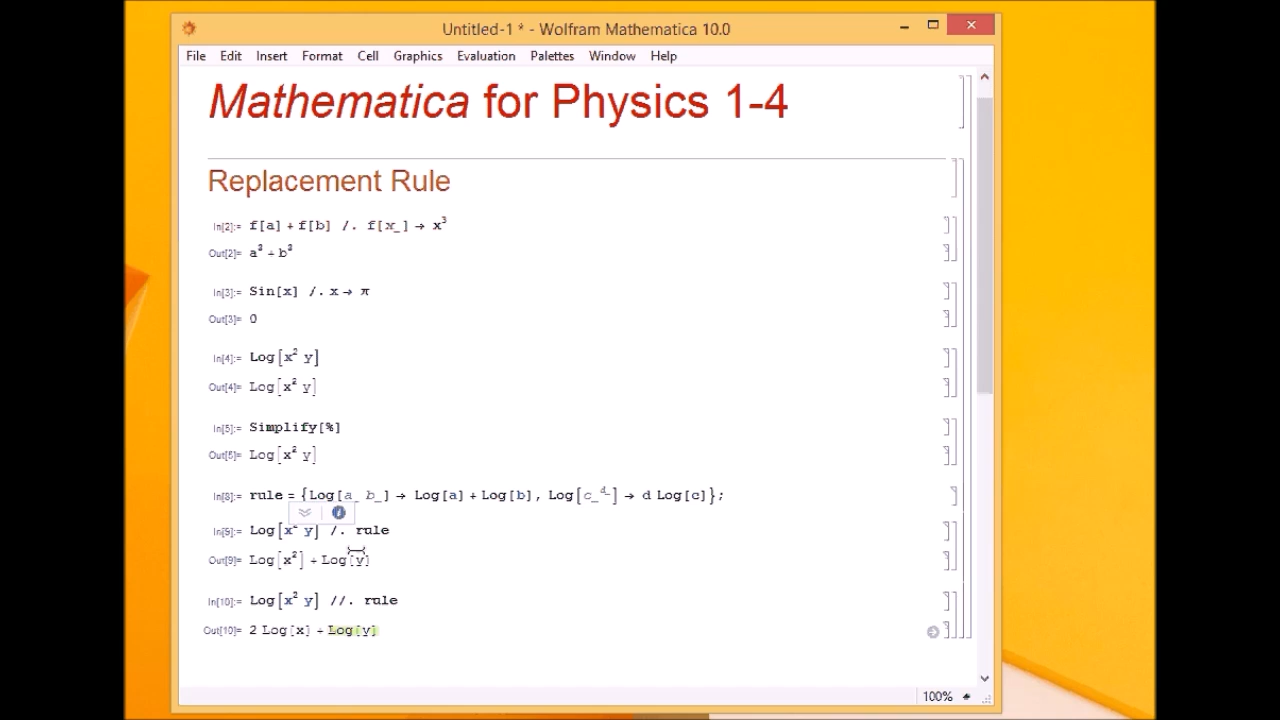 Untitled-1 * - Wolfram Mathematica 10.0
File Edit Insert Format Cell Graphics Evaluation Palettes Window Help
Mathematica for Physics 1-4
Replacement Rule
In[2]:= f[a] + f[b] /. f[x_] → x³
Out[2]= a³ + b³
In[3]:= Sin[x] /. x → π
Out[3]= 0
In[4]:= Log[x² y]
Out[4]= Log[x² y]
In[5]:= Simplify[%]
Out[5]= Log[x² y]
In[8]:= rule = {Log[a_ b_] → Log[a] + Log[b], Log[c_^d_] → d Log[c]};
In[9]:= Log[x² y] /. rule
Out[9]= Log[x²] + Log[y]
In[10]:= Log[x² y] //. rule
Out[10]= 2 Log[x] + Log[y]
100%